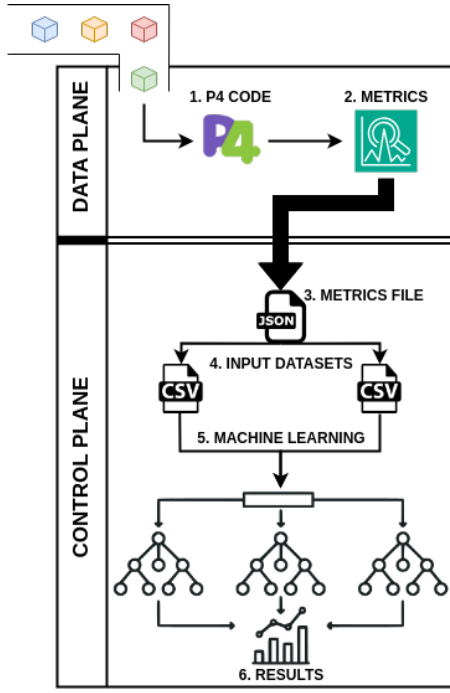 DATA PLANE
1. P4 CODE
2. METRICS
P4
CONTROL PLANE
3. METRICS FILE
JSON
4. INPUT DATASETS
CSV
CSV
5. MACHINE LEARNING
6. RESULTS